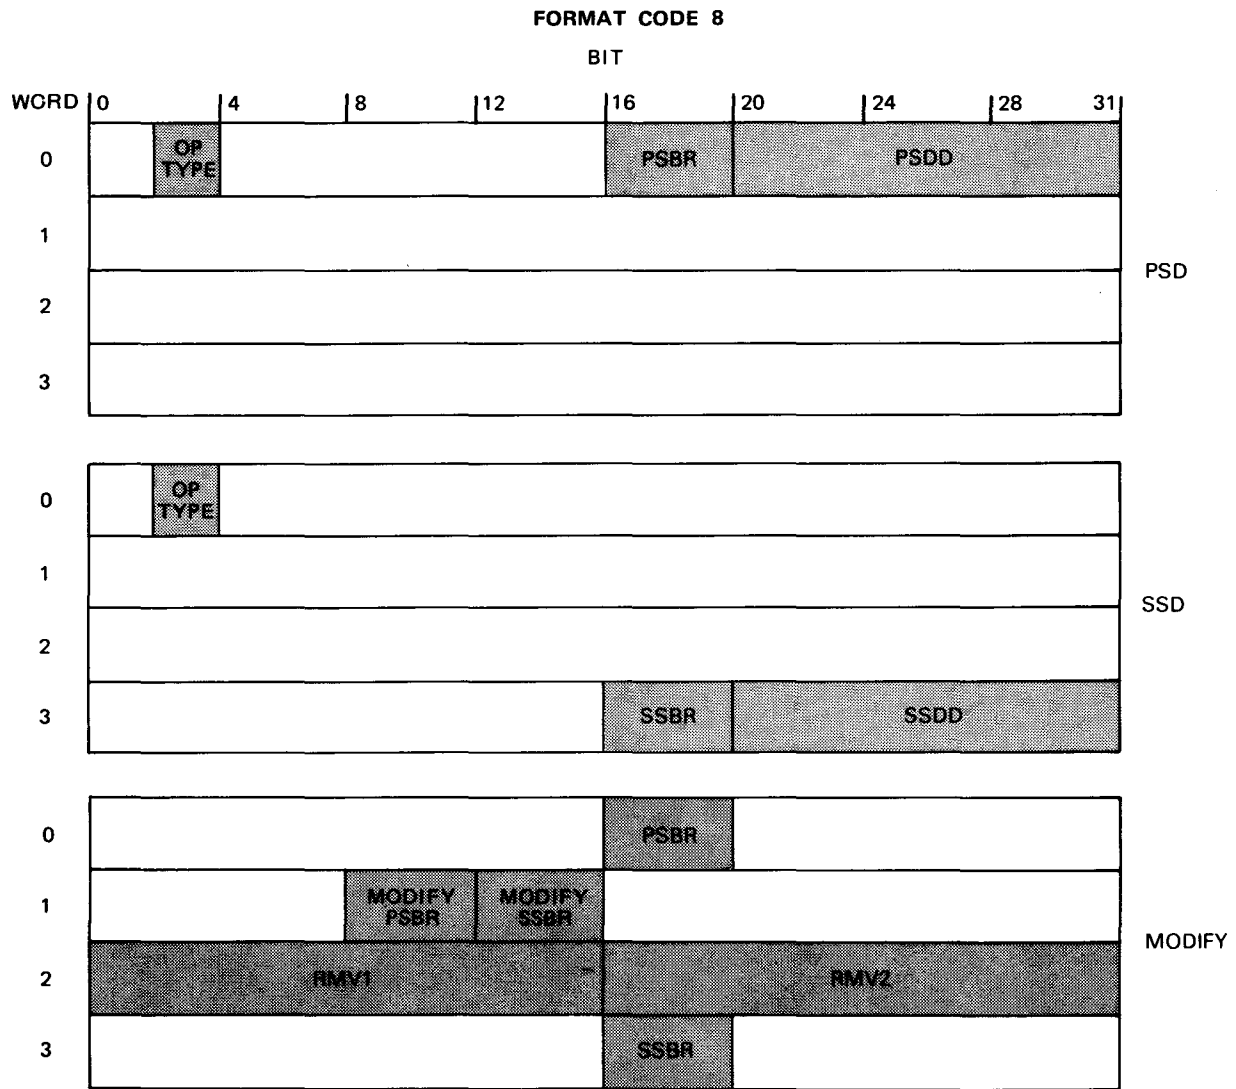 FORMAT CODE 8
BIT
WORD 0 4 8 12 16 20 24 28 31
0 OP TYPE PSBR PSDD
1
PSD
2
3
0 OP TYPE
1
SSD
2
3 SSBR SSDD
0 PSBR
1 MODIFY PSBR MODIFY SSBR
MODIFY
2 RMV1 RMV2
3 SSBR